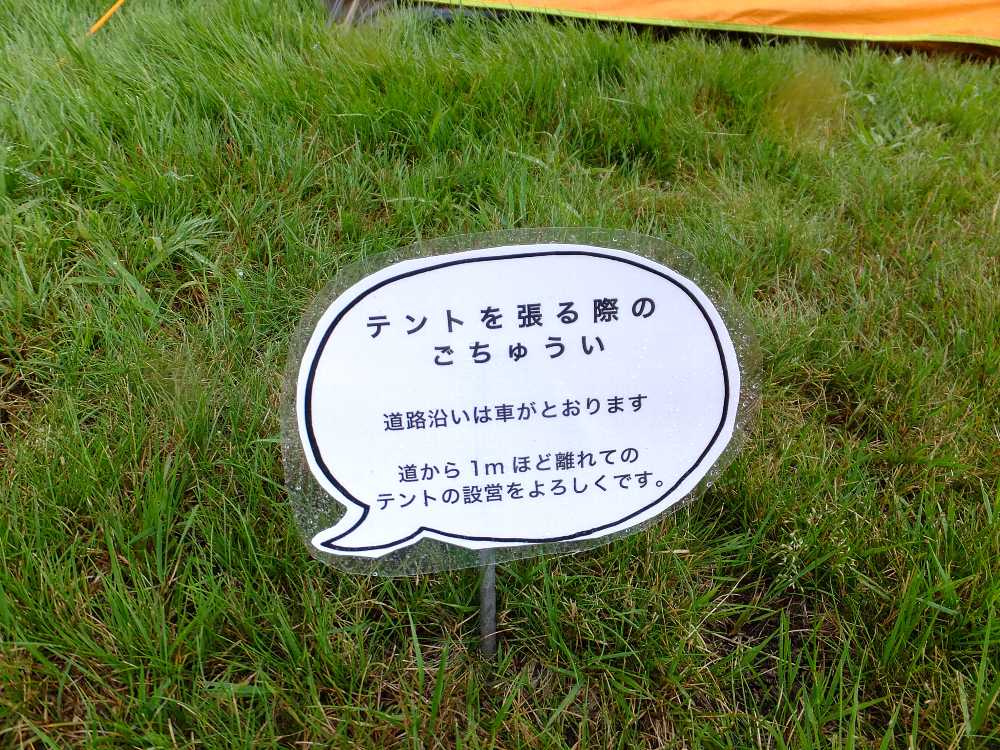 テントを張る際の
ごちゅうい
道路沿いは車がとおります
道から1mほど離れての
テントの設営をよろしくです。